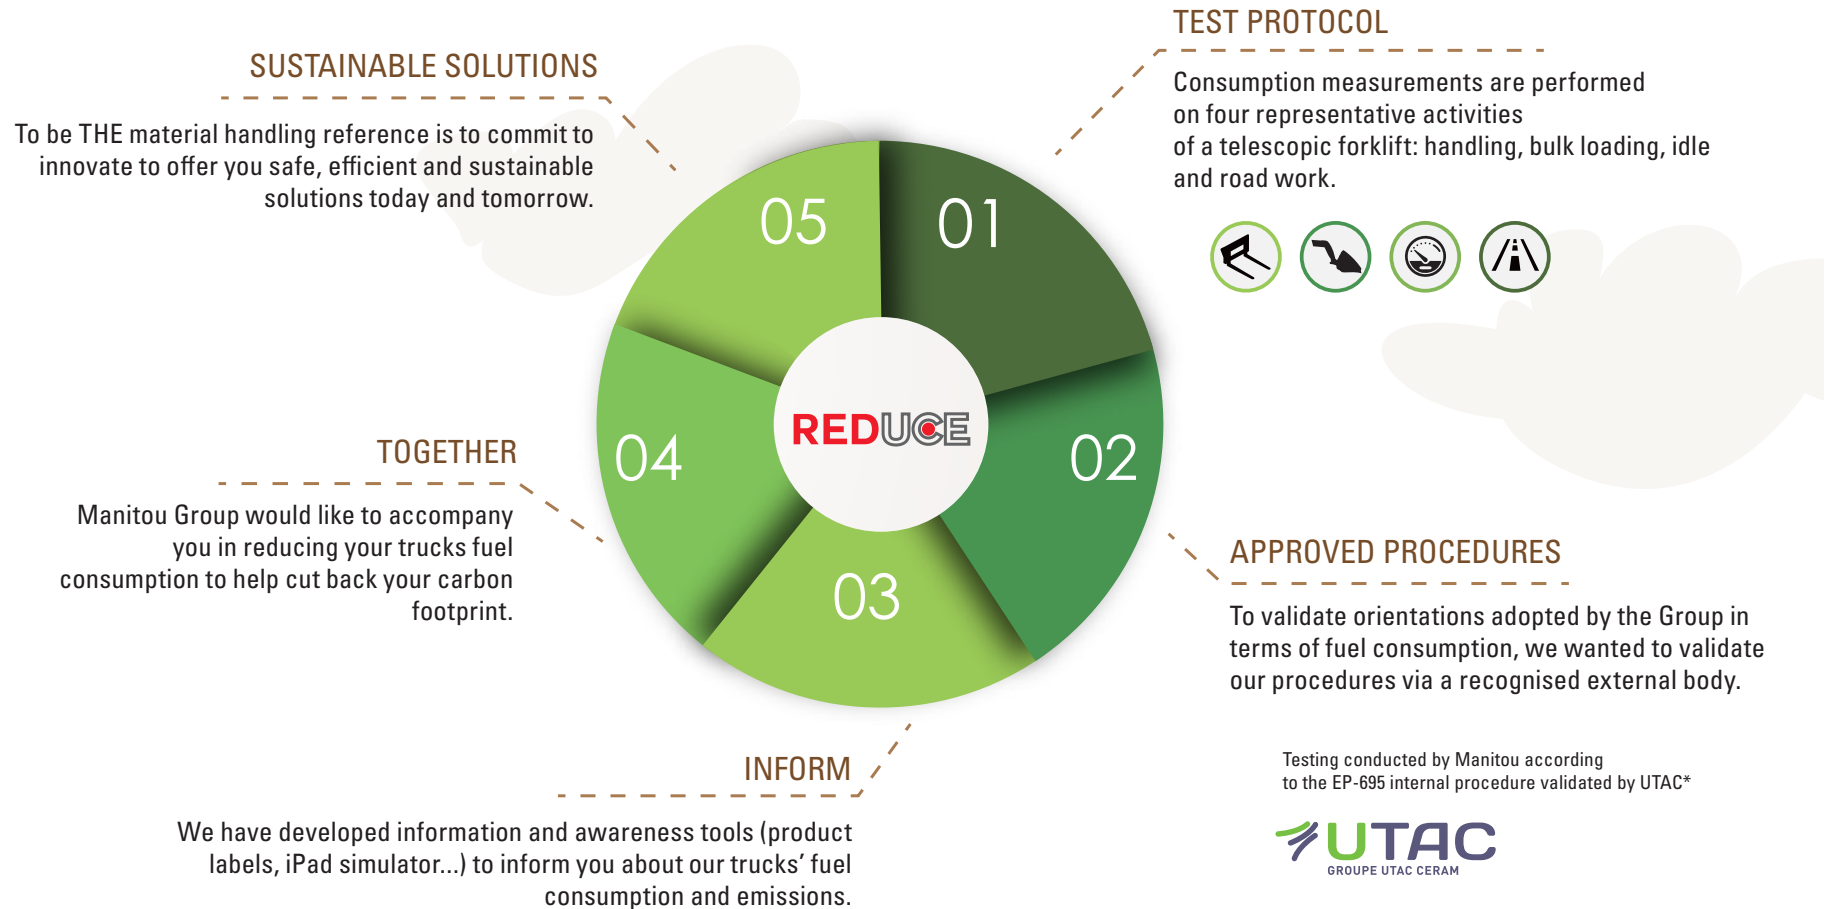 TEST PROTOCOL
Consumption measurements are performed
on four representative activities
of a telescopic forklift: handling, bulk loading, idle
and road work.
SUSTAINABLE SOLUTIONS
To be THE material handling reference is to commit to
innovate to offer you safe, efficient and sustainable
solutions today and tomorrow.
05
01
REDUCE
04
02
03
TOGETHER
Manitou Group would like to accompany
you in reducing your trucks fuel
consumption to help cut back your carbon
footprint.
APPROVED PROCEDURES
To validate orientations adopted by the Group in
terms of fuel consumption, we wanted to validate
our procedures via a recognised external body.
Testing conducted by Manitou according
to the EP-695 internal procedure validated by UTAC*
UTAC
GROUPE UTAC CERAM
INFORM
We have developed information and awareness tools (product
labels, iPad simulator...) to inform you about our trucks’ fuel
consumption and emissions.